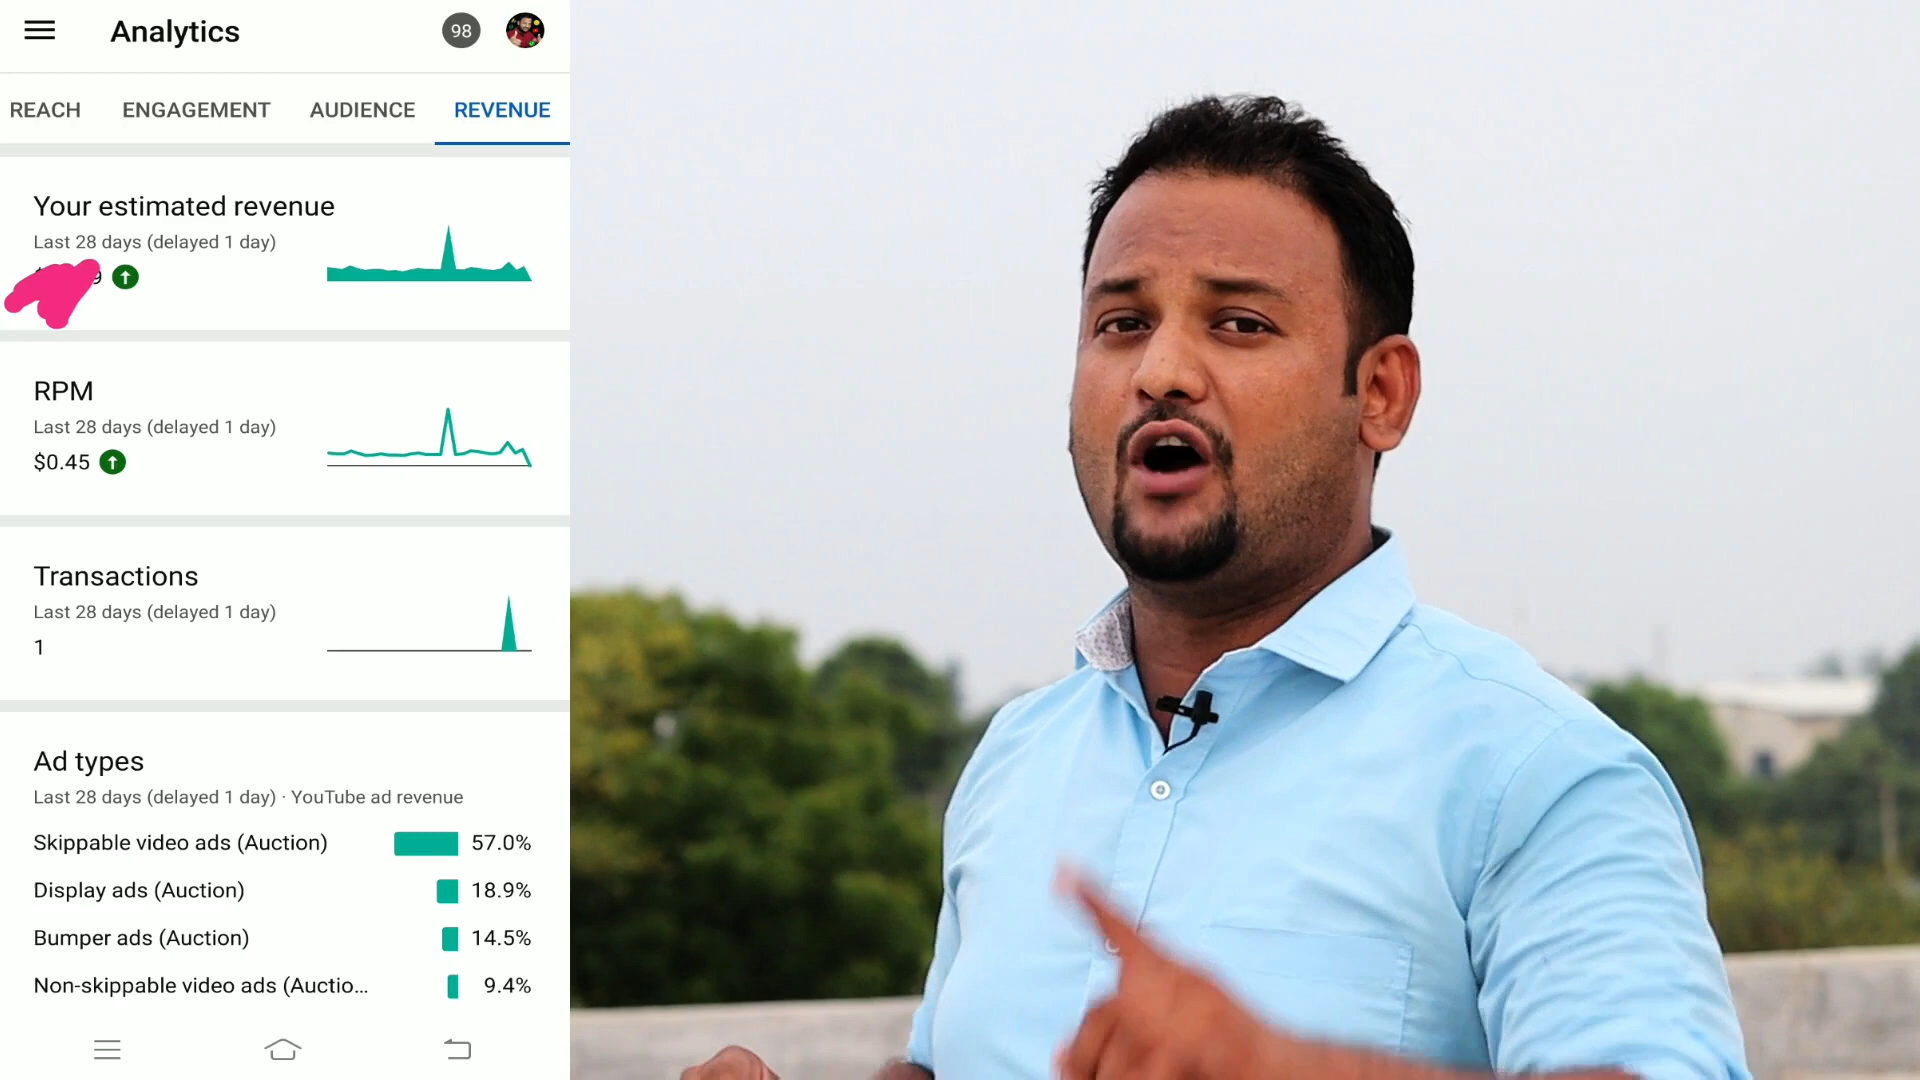 Analytics
98
REACH ENGAGEMENT AUDIENCE REVENUE
Your estimated revenue
Last 28 days (delayed 1 day)
RPM
Last 28 days (delayed 1 day)
$0.45
Transactions
Last 28 days (delayed 1 day)
1
Ad types
Last 28 days (delayed 1 day) · YouTube ad revenue
Skippable video ads (Auction) 57.0%
Display ads (Auction) 18.9%
Bumper ads (Auction) 14.5%
Non-skippable video ads (Auctio... 9.4%